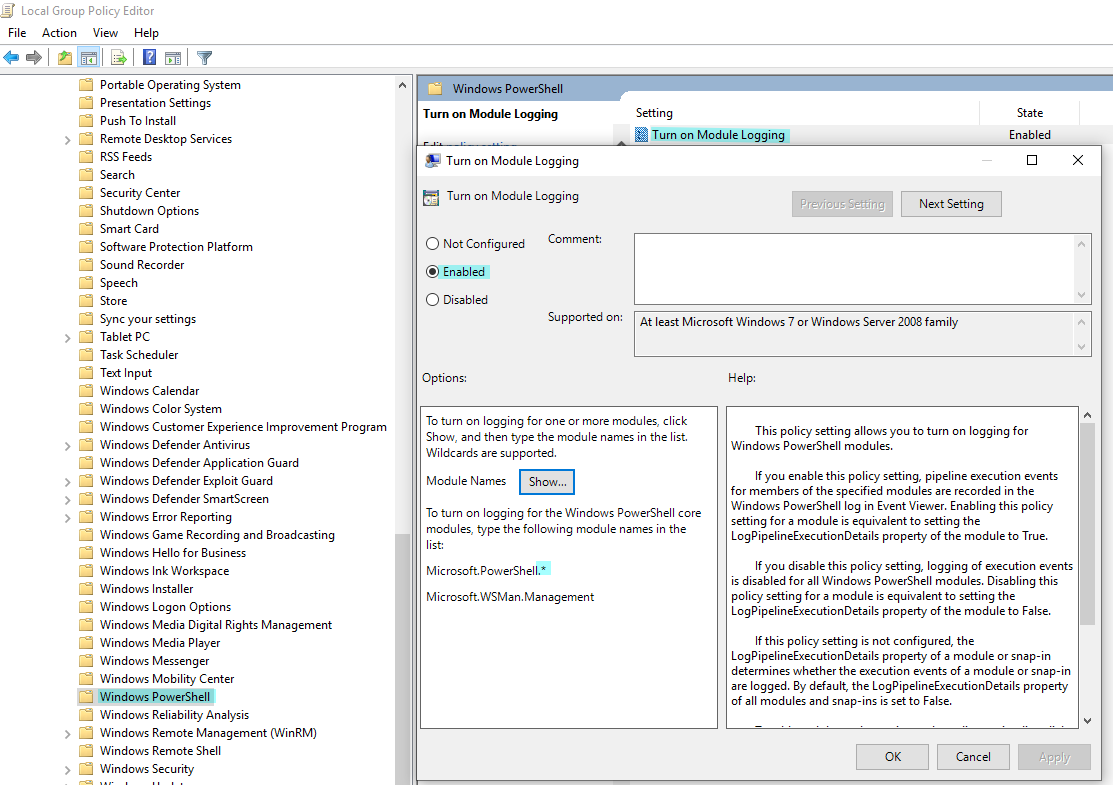 Local Group Policy Editor
File Action View Help
Portable Operating System
Presentation Settings
Push To Install
Remote Desktop Services
RSS Feeds
Search
Security Center
Shutdown Options
Smart Card
Software Protection Platform
Sound Recorder
Speech
Store
Sync your settings
Tablet PC
Task Scheduler
Text Input
Windows Calendar
Windows Color System
Windows Customer Experience Improvement Program
Windows Defender Antivirus
Windows Defender Application Guard
Windows Defender Exploit Guard
Windows Defender SmartScreen
Windows Error Reporting
Windows Game Recording and Broadcasting
Windows Hello for Business
Windows Ink Workspace
Windows Installer
Windows Logon Options
Windows Media Digital Rights Management
Windows Media Player
Windows Messenger
Windows Mobility Center
Windows PowerShell
Windows Reliability Analysis
Windows Remote Management (WinRM)
Windows Remote Shell
Windows Security
Windows PowerShell
Turn on Module Logging
Edit policy setting
Setting State
Turn on Module Logging Enabled
Turn on Module Logging
Turn on Module Logging
Previous Setting Next Setting
Not Configured
Enabled
Disabled
Comment:
Supported on:
At least Microsoft Windows 7 or Windows Server 2008 family
Options:
Help:
To turn on logging for one or more modules, click
Show, and then type the module names in the list.
Wildcards are supported.
Module Names Show...
To turn on logging for the Windows PowerShell core
modules, type the following module names in the
list:
Microsoft.PowerShell.*
Microsoft.WSMan.Management
This policy setting allows you to turn on logging for
Windows PowerShell modules.
If you enable this policy setting, pipeline execution events
for members of the specified modules are recorded in the
Windows PowerShell log in Event Viewer. Enabling this policy
setting for a module is equivalent to setting the
LogPipelineExecutionDetails property of the module to True.
If you disable this policy setting, logging of execution events
is disabled for all Windows PowerShell modules. Disabling this
policy setting for a module is equivalent to setting the
LogPipelineExecutionDetails property of the module to False.
If this policy setting is not configured, the
LogPipelineExecutionDetails property of a module or snap-in
determines whether the execution events of a module or snap-in
are logged. By default, the LogPipelineExecutionDetails property
of all modules and snap-ins is set to False.
OK Cancel Apply